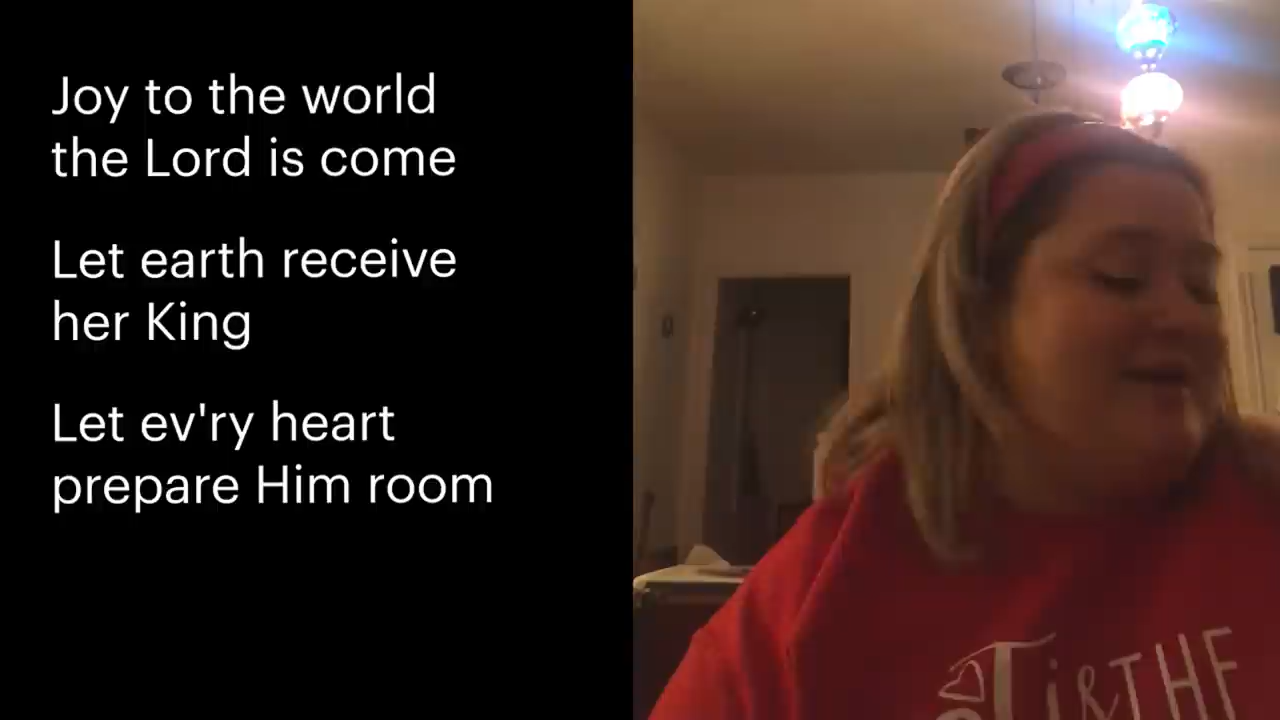 Joy to the world
the Lord is come
Let earth receive
her King
Let ev'ry heart
prepare Him room